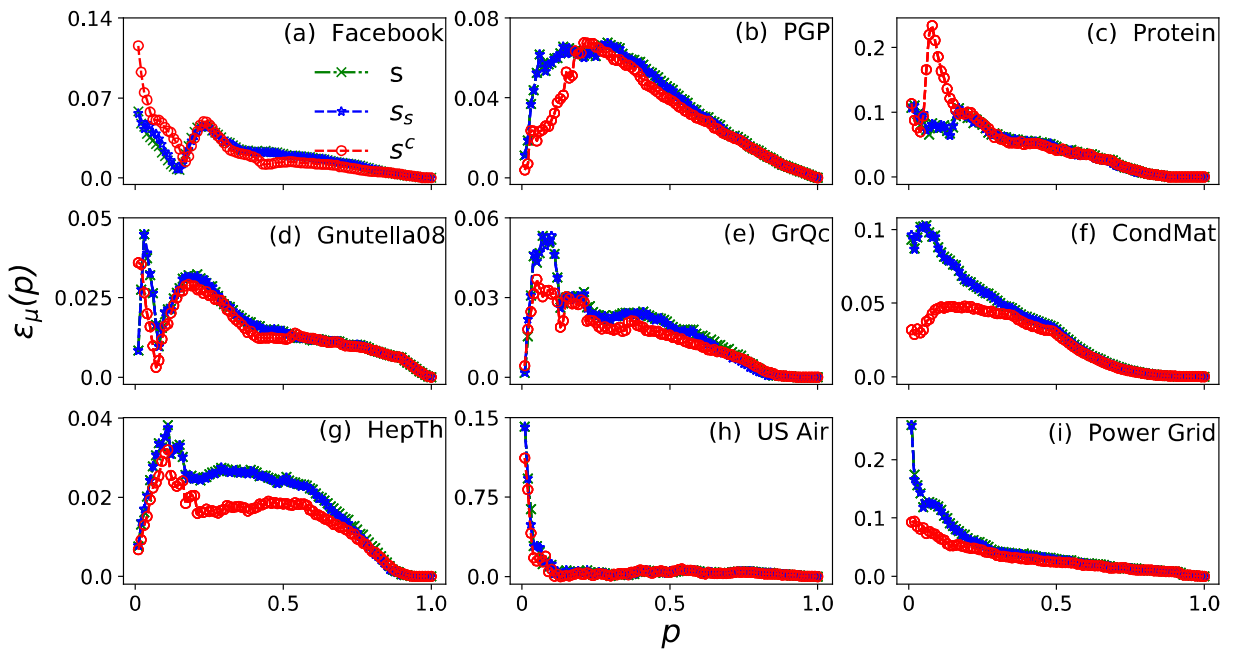 0.14
0.07
0.0
(a) Facebook
s
s_s
s^c
0.08
0.04
0.0
(b) PGP
0.2
0.1
0.0
(c) Protein
ε_μ(p)
0.05
0.025
0.0
(d) Gnutella08
0.06
0.03
0.0
(e) GrQc
0.1
0.05
0.0
(f) CondMat
0.04
0.02
0.0
(g) HepTh
0 0.5 1.0
0.15
0.75
0.0
(h) US Air
0 0.5 1.0
0.2
0.1
0.0
(i) Power Grid
0 0.5 1.0
p